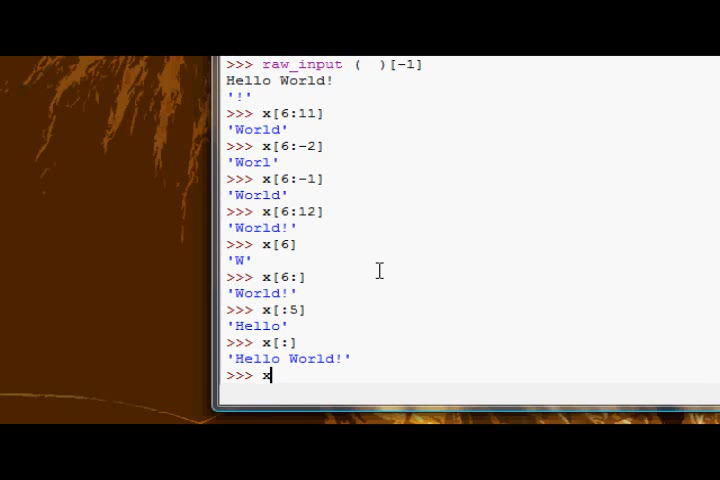 >>> raw_input (  )[-1]
Hello World!
'!'
>>> x[6:11]
'World'
>>> x[6:-2]
'Worl'
>>> x[6:-1]
'World'
>>> x[6:12]
'World!'
>>> x[6]
'W'
>>> x[6:]
'World!'
>>> x[:5]
'Hello'
>>> x[:]
'Hello World!'
>>> x